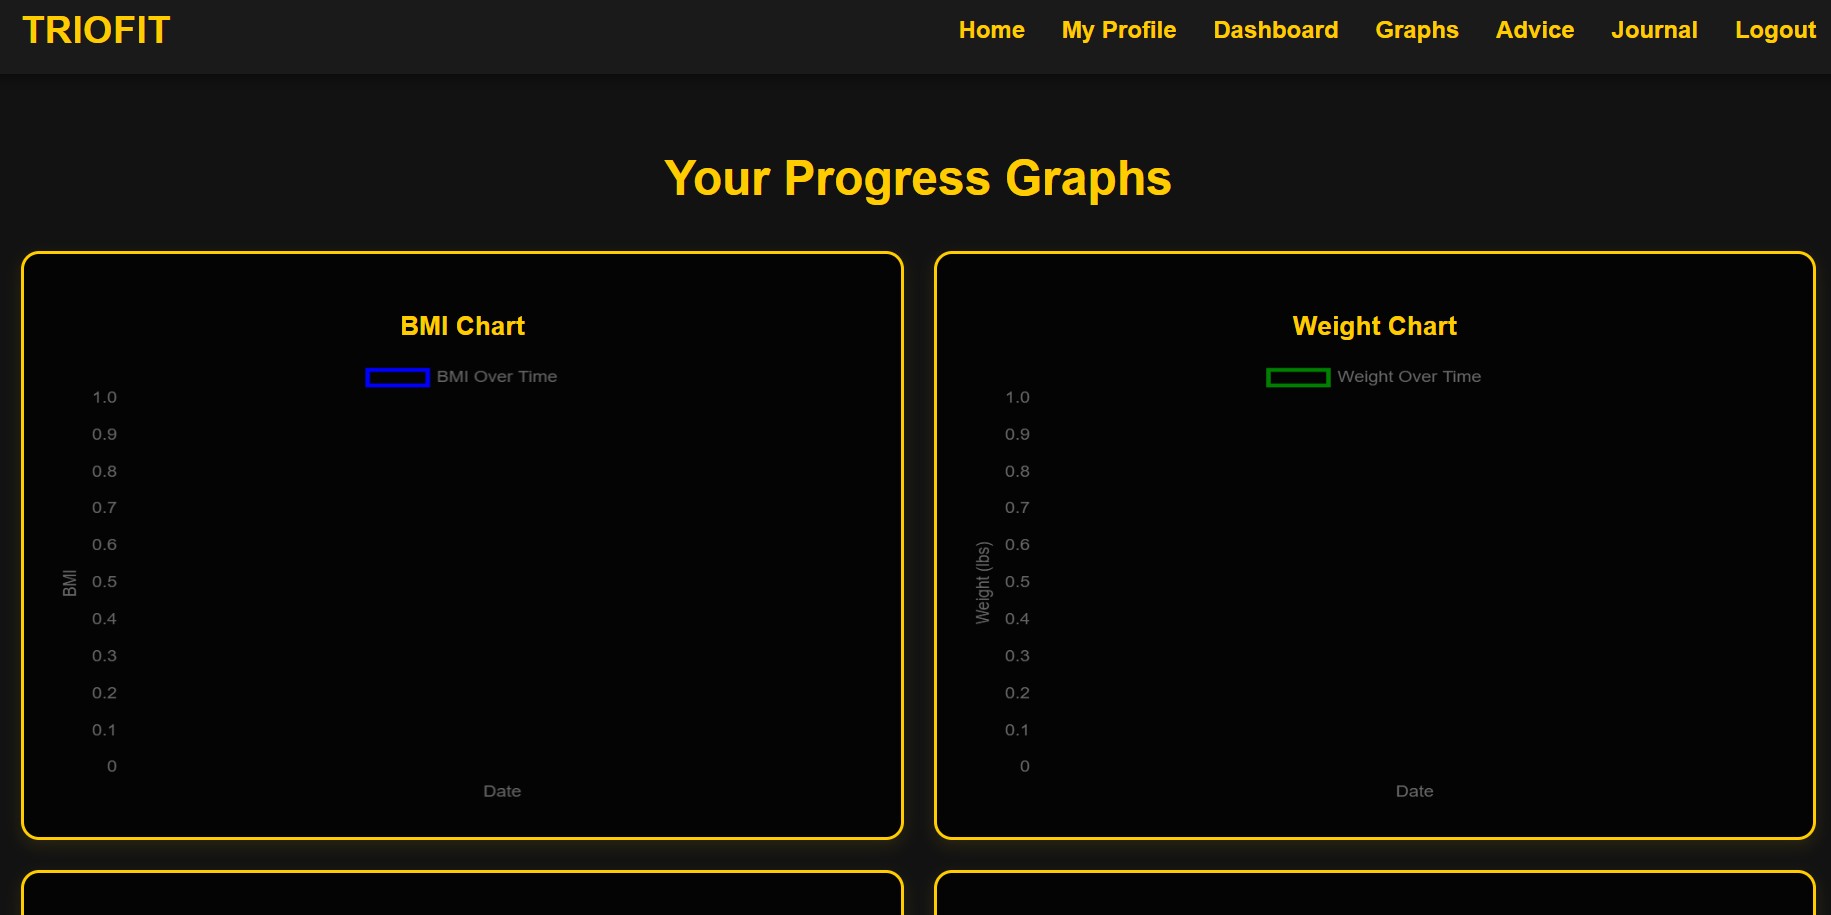 TRIOFIT
Home My Profile Dashboard Graphs Advice Journal Logout
Your Progress Graphs
BMI Chart
BMI Over Time
1.0
0.9
0.8
0.7
0.6
0.5
0.4
0.3
0.2
0.1
0
BMI
Date
Weight Chart
Weight Over Time
1.0
0.9
0.8
0.7
0.6
0.5
0.4
0.3
0.2
0.1
0
Weight (lbs)
Date